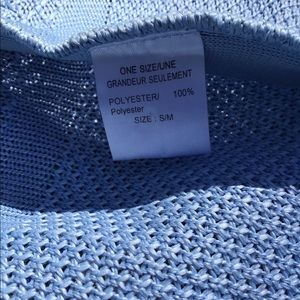 ONE SIZE/UNE
GRANDEUR SEULEMENT
POLYESTER/ 100%
Polyester
SIZE : S/M